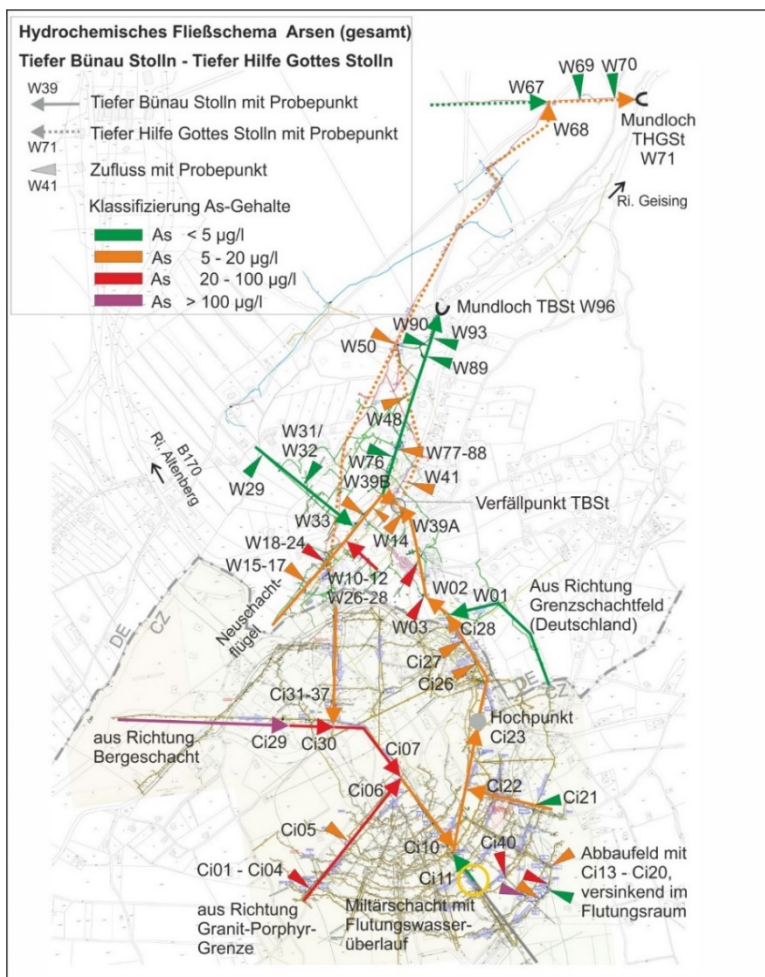 Hydrochemisches Fließschema Arsen (gesamt)
Tiefer Bünau Stolln - Tiefer Hilfe Gottes Stolln
W39
Tiefer Bünau Stolln mit Probepunkt
Tiefer Hilfe Gottes Stolln mit Probepunkt
W71
Zufluss mit Probepunkt
W41
Klassifizierung As-Gehalte
As < 5 µg/l
As 5 - 20 µg/l
As 20 - 100 µg/l
As > 100 µg/l
W67
W69
W70
W68
Mundloch
THGSt
W71
Ri. Geising
Mundloch TBSt W96
W90
W93
W50
W89
W48
W31/
W32
W76
W77-88
B170
Ri. Altenberg
W29
W39B
W41
W33
Verfällpunkt TBSt
W39A
W14
W18-24
W15-17
W10-12
W26-28
W02
W01
Aus Richtung
Grenzschachtfeld
(Deutschland)
Neuschacht-
flügel
DE
CZ
W03
Ci28
Ci27
Ci26
DE
CZ
Ci31-37
Hochpunkt
Ci23
aus Richtung
Bergeschacht
Ci29
Ci30
Ci07
Ci06
Ci22
Ci21
Ci05
Ci10
Ci40
Ci01 - Ci04
Ci11
Abbaufeld mit
Ci13 - Ci20,
versinkend im
Flutungsraum
aus Richtung
Granit-Porphyr-
Grenze
Miltärschacht mit
Flutungswasser-
überlauf